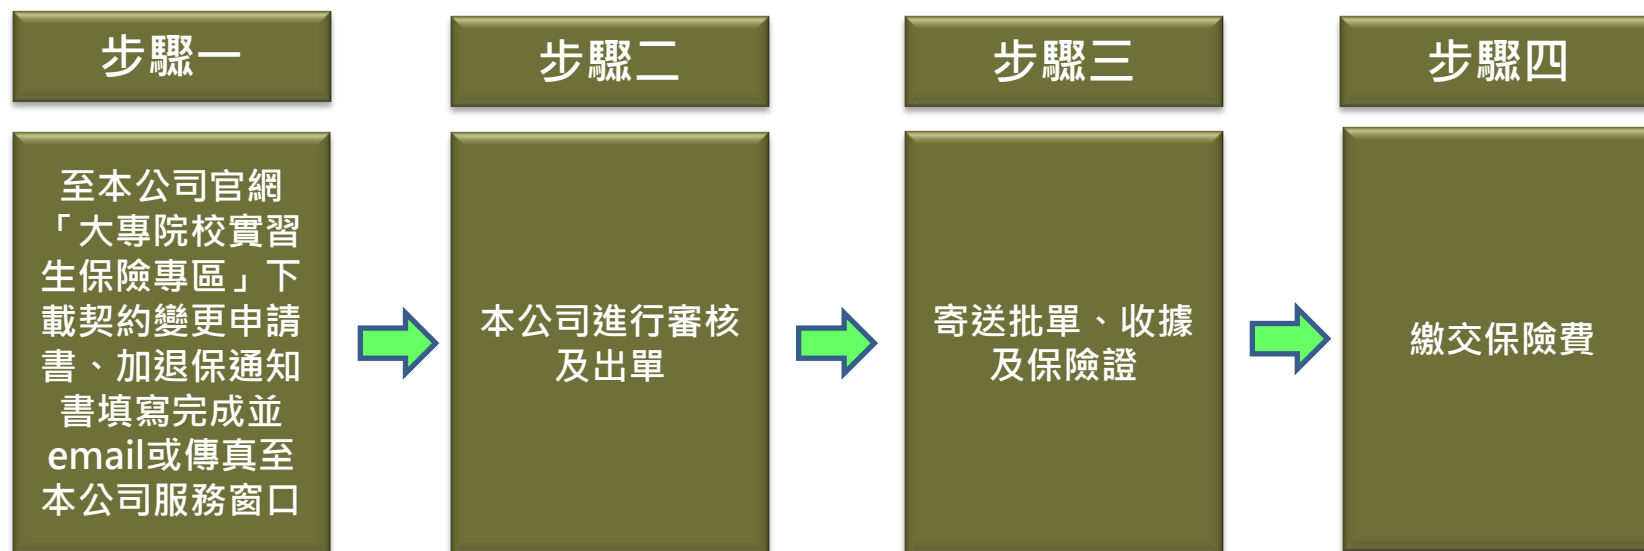 步驟一
至本公司官網
「大專院校實習
生保險專區」下
載契約變更申請
書、加退保通知
書填寫完成並
email或傳真至
本公司服務窗口
步驟二
本公司進行審核
及出單
步驟三
寄送批單、收據
及保險證
步驟四
繳交保險費